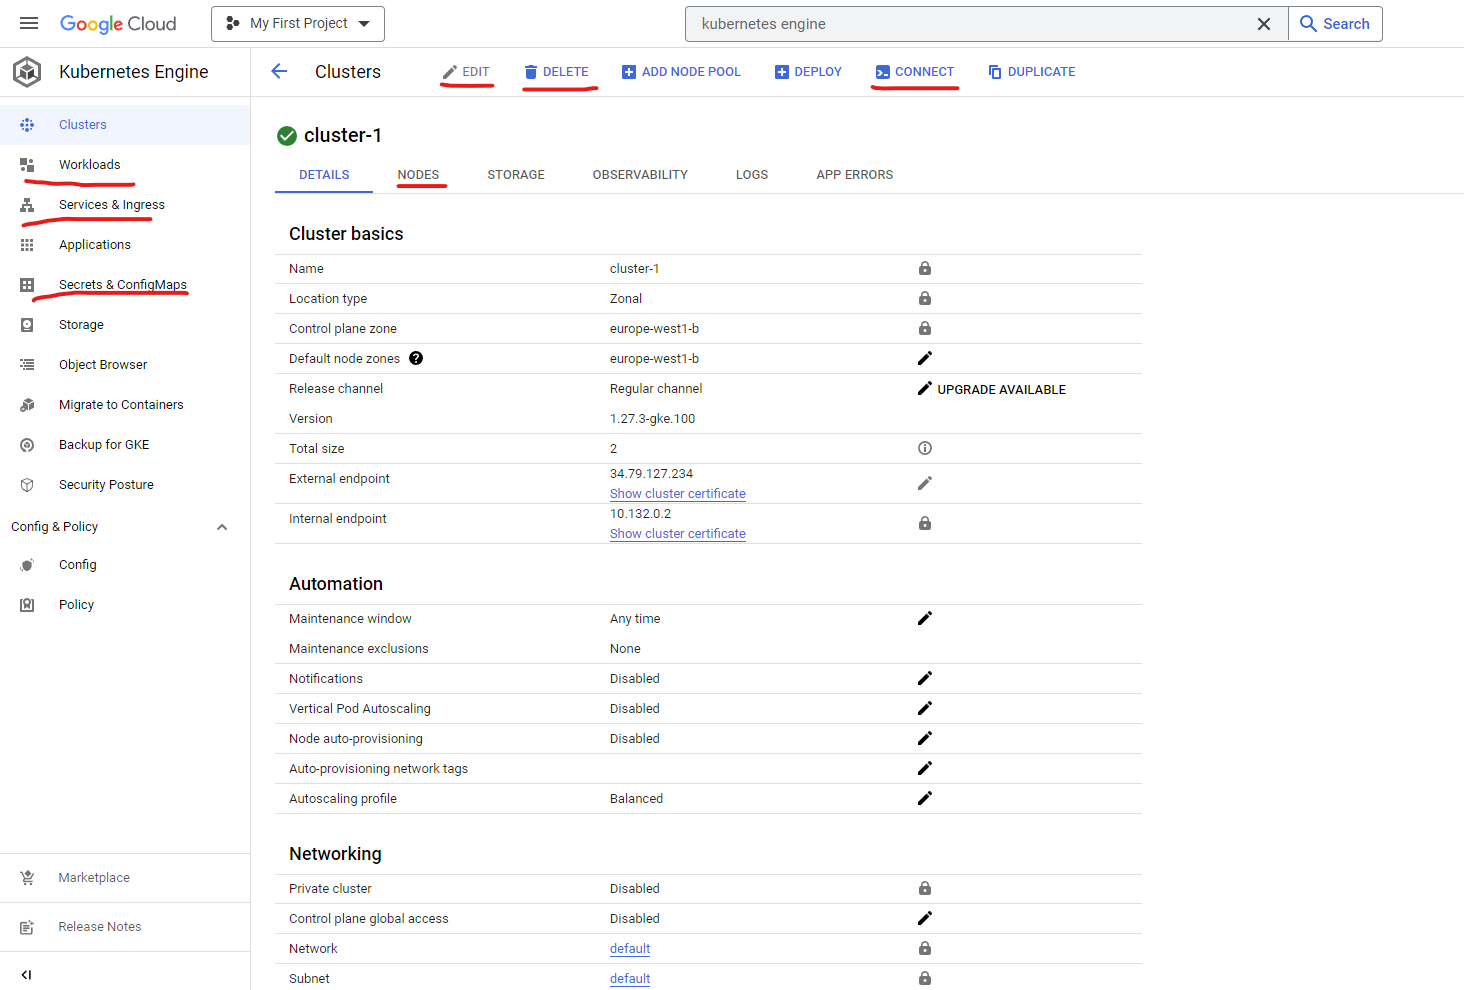 Google Cloud My First Project kubernetes engine Search
Kubernetes Engine Clusters EDIT DELETE ADD NODE POOL DEPLOY CONNECT DUPLICATE
Clusters
Workloads
Services & Ingress
Applications
Secrets & ConfigMaps
Storage
Object Browser
Migrate to Containers
Backup for GKE
Security Posture
Config & Policy
Config
Policy
Marketplace
Release Notes
cluster-1
DETAILS NODES STORAGE OBSERVABILITY LOGS APP ERRORS
Cluster basics
Name cluster-1
Location type Zonal
Control plane zone europe-west1-b
Default node zones ? europe-west1-b
Release channel Regular channel UPGRADE AVAILABLE
Version 1.27.3-gke.100
Total size 2
External endpoint 34.79.127.234
Show cluster certificate
Internal endpoint 10.132.0.2
Show cluster certificate
Automation
Maintenance window Any time
Maintenance exclusions None
Notifications Disabled
Vertical Pod Autoscaling Disabled
Node auto-provisioning Disabled
Auto-provisioning network tags
Autoscaling profile Balanced
Networking
Private cluster Disabled
Control plane global access Disabled
Network default
Subnet default